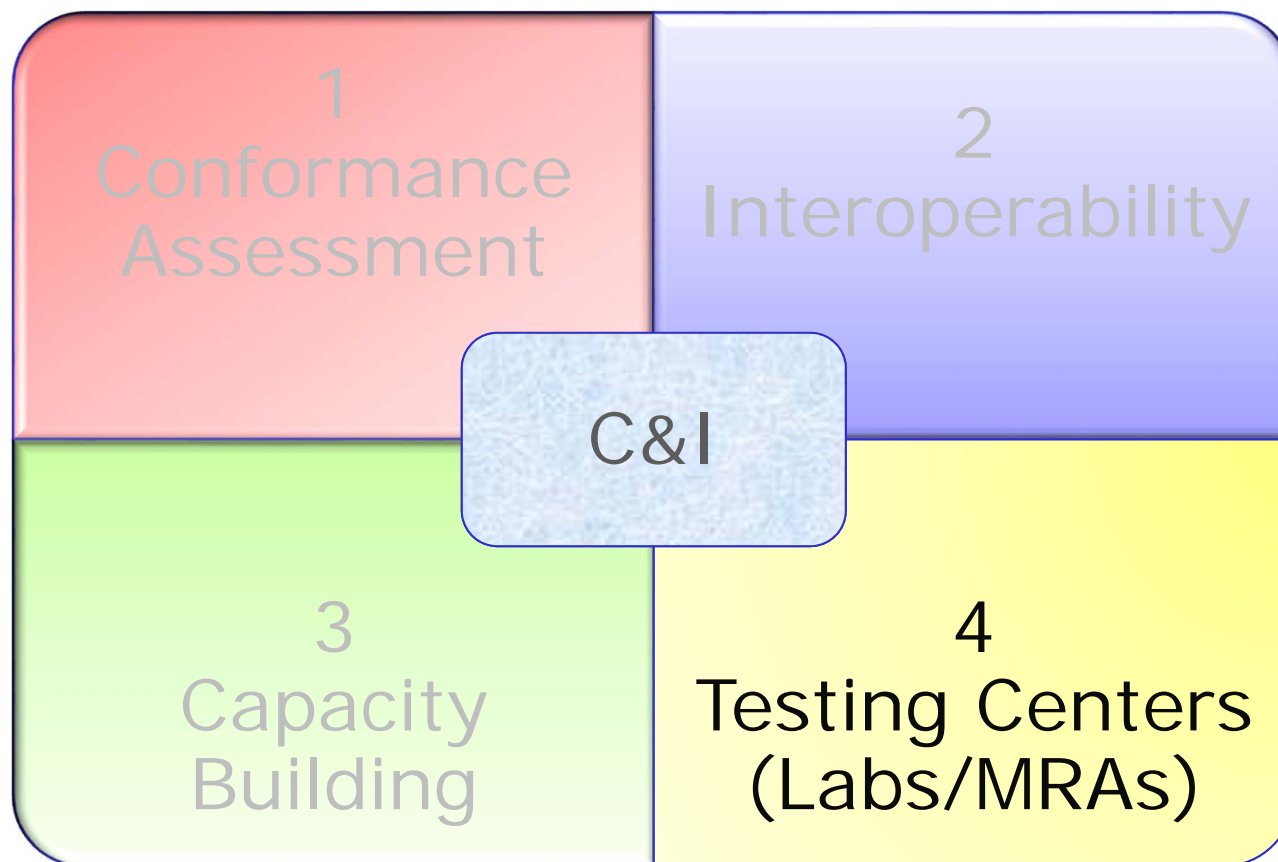 1
Conformance
Assessment
2
Interoperability
C&I
3
Capacity
Building
4
Testing Centers
(Labs/MRAs)